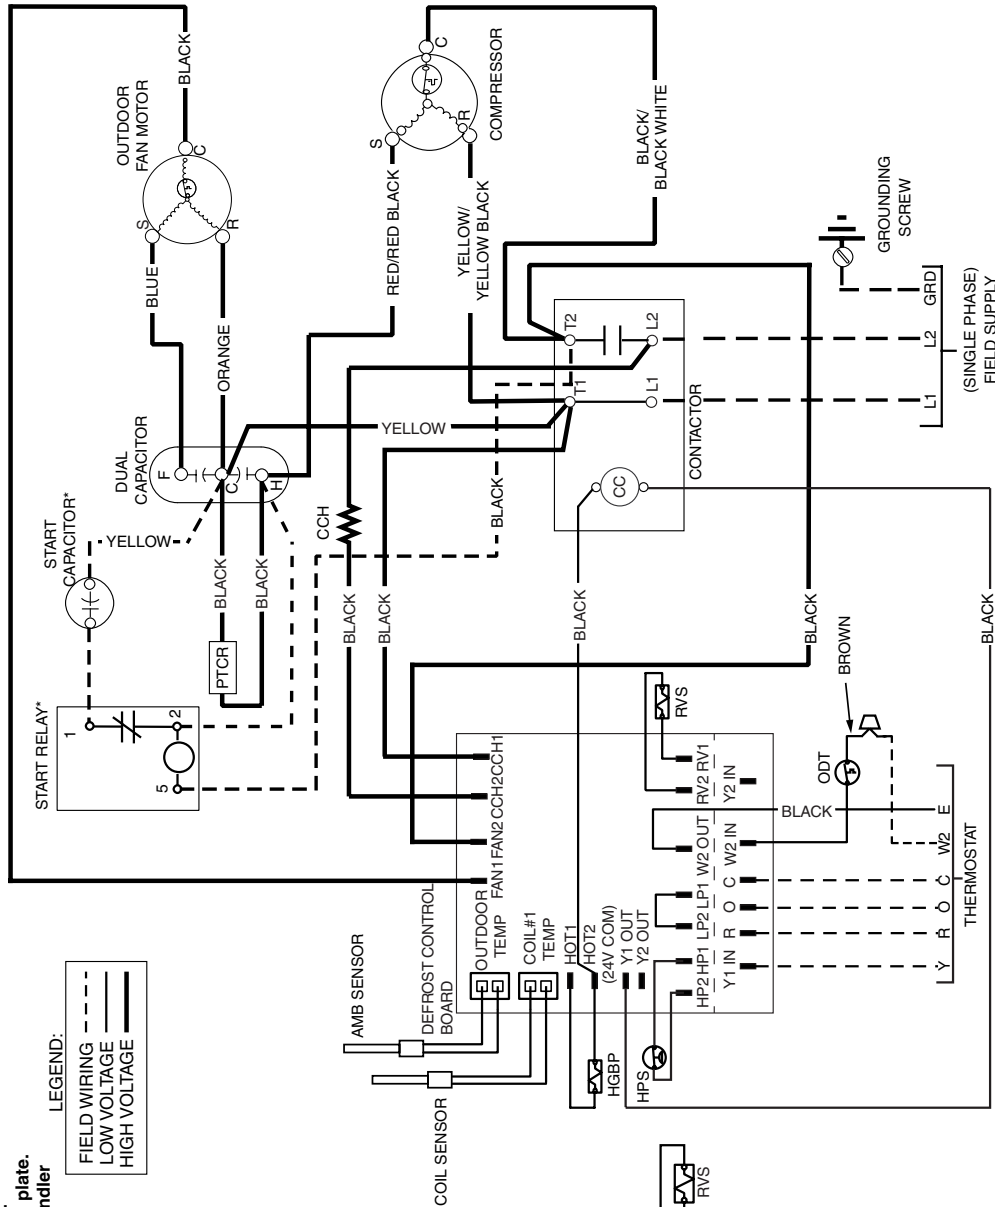 plate.
ndler
LEGEND:
FIELD WIRING
LOW VOLTAGE
HIGH VOLTAGE
OUTDOOR
FAN MOTOR
BLACK
C
S
R
BLUE
ORANGE
COMPRESSOR
C
S
R
RED/RED BLACK
YELLOW/
YELLOW BLACK
BLACK/
BLACK WHITE
GROUNDING
SCREW
GRD
L2
L1
(SINGLE PHASE)
FIELD SUPPLY
DUAL
CAPACITOR
F
C
H
START
CAPACITOR*
YELLOW
YELLOW
BLACK
BLACK
PTCR
START RELAY*
1
2
5
CCH
BLACK
BLACK
BLACK
T2
T1
L2
L1
CC
CONTACTOR
BLACK
BLACK
BLACK
BROWN
ODT
RVS
AMB SENSOR
COIL SENSOR
DEFROST CONTROL
BOARD
FAN1 FAN2 CCH2 CCH1
OUTDOOR
TEMP
COIL#1
TEMP
HOT1
HOT2
(24V COM)
Y1 OUT
Y2 OUT
HP2 HP1 LP2 LP1 W2 OUT RV2 RV1
Y1 IN R O C W2 IN Y2 IN
HGBP
HPS
BLACK
Y R O C W2 E
THERMOSTAT
RVS